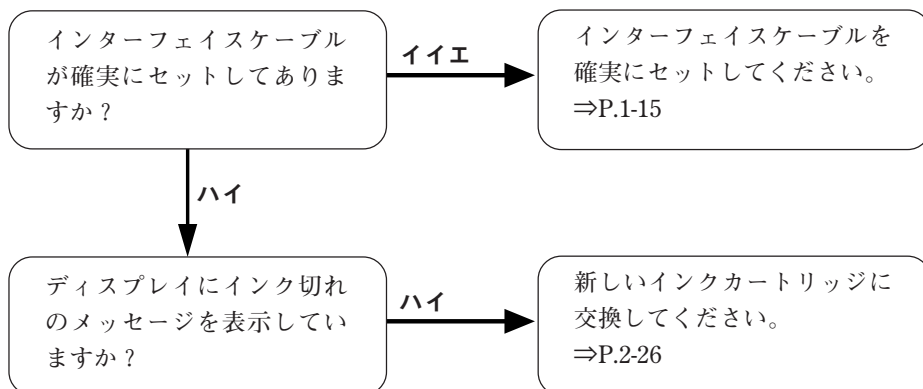 インターフェイスケーブル
が確実にセットしてありま
すか？
イイエ
インターフェイスケーブルを
確実にセットしてください。
⇒P.1-15
ハイ
ディスプレイにインク切れ
のメッセージを表示してい
ますか？
ハイ
新しいインクカートリッジに
交換してください。
⇒P.2-26